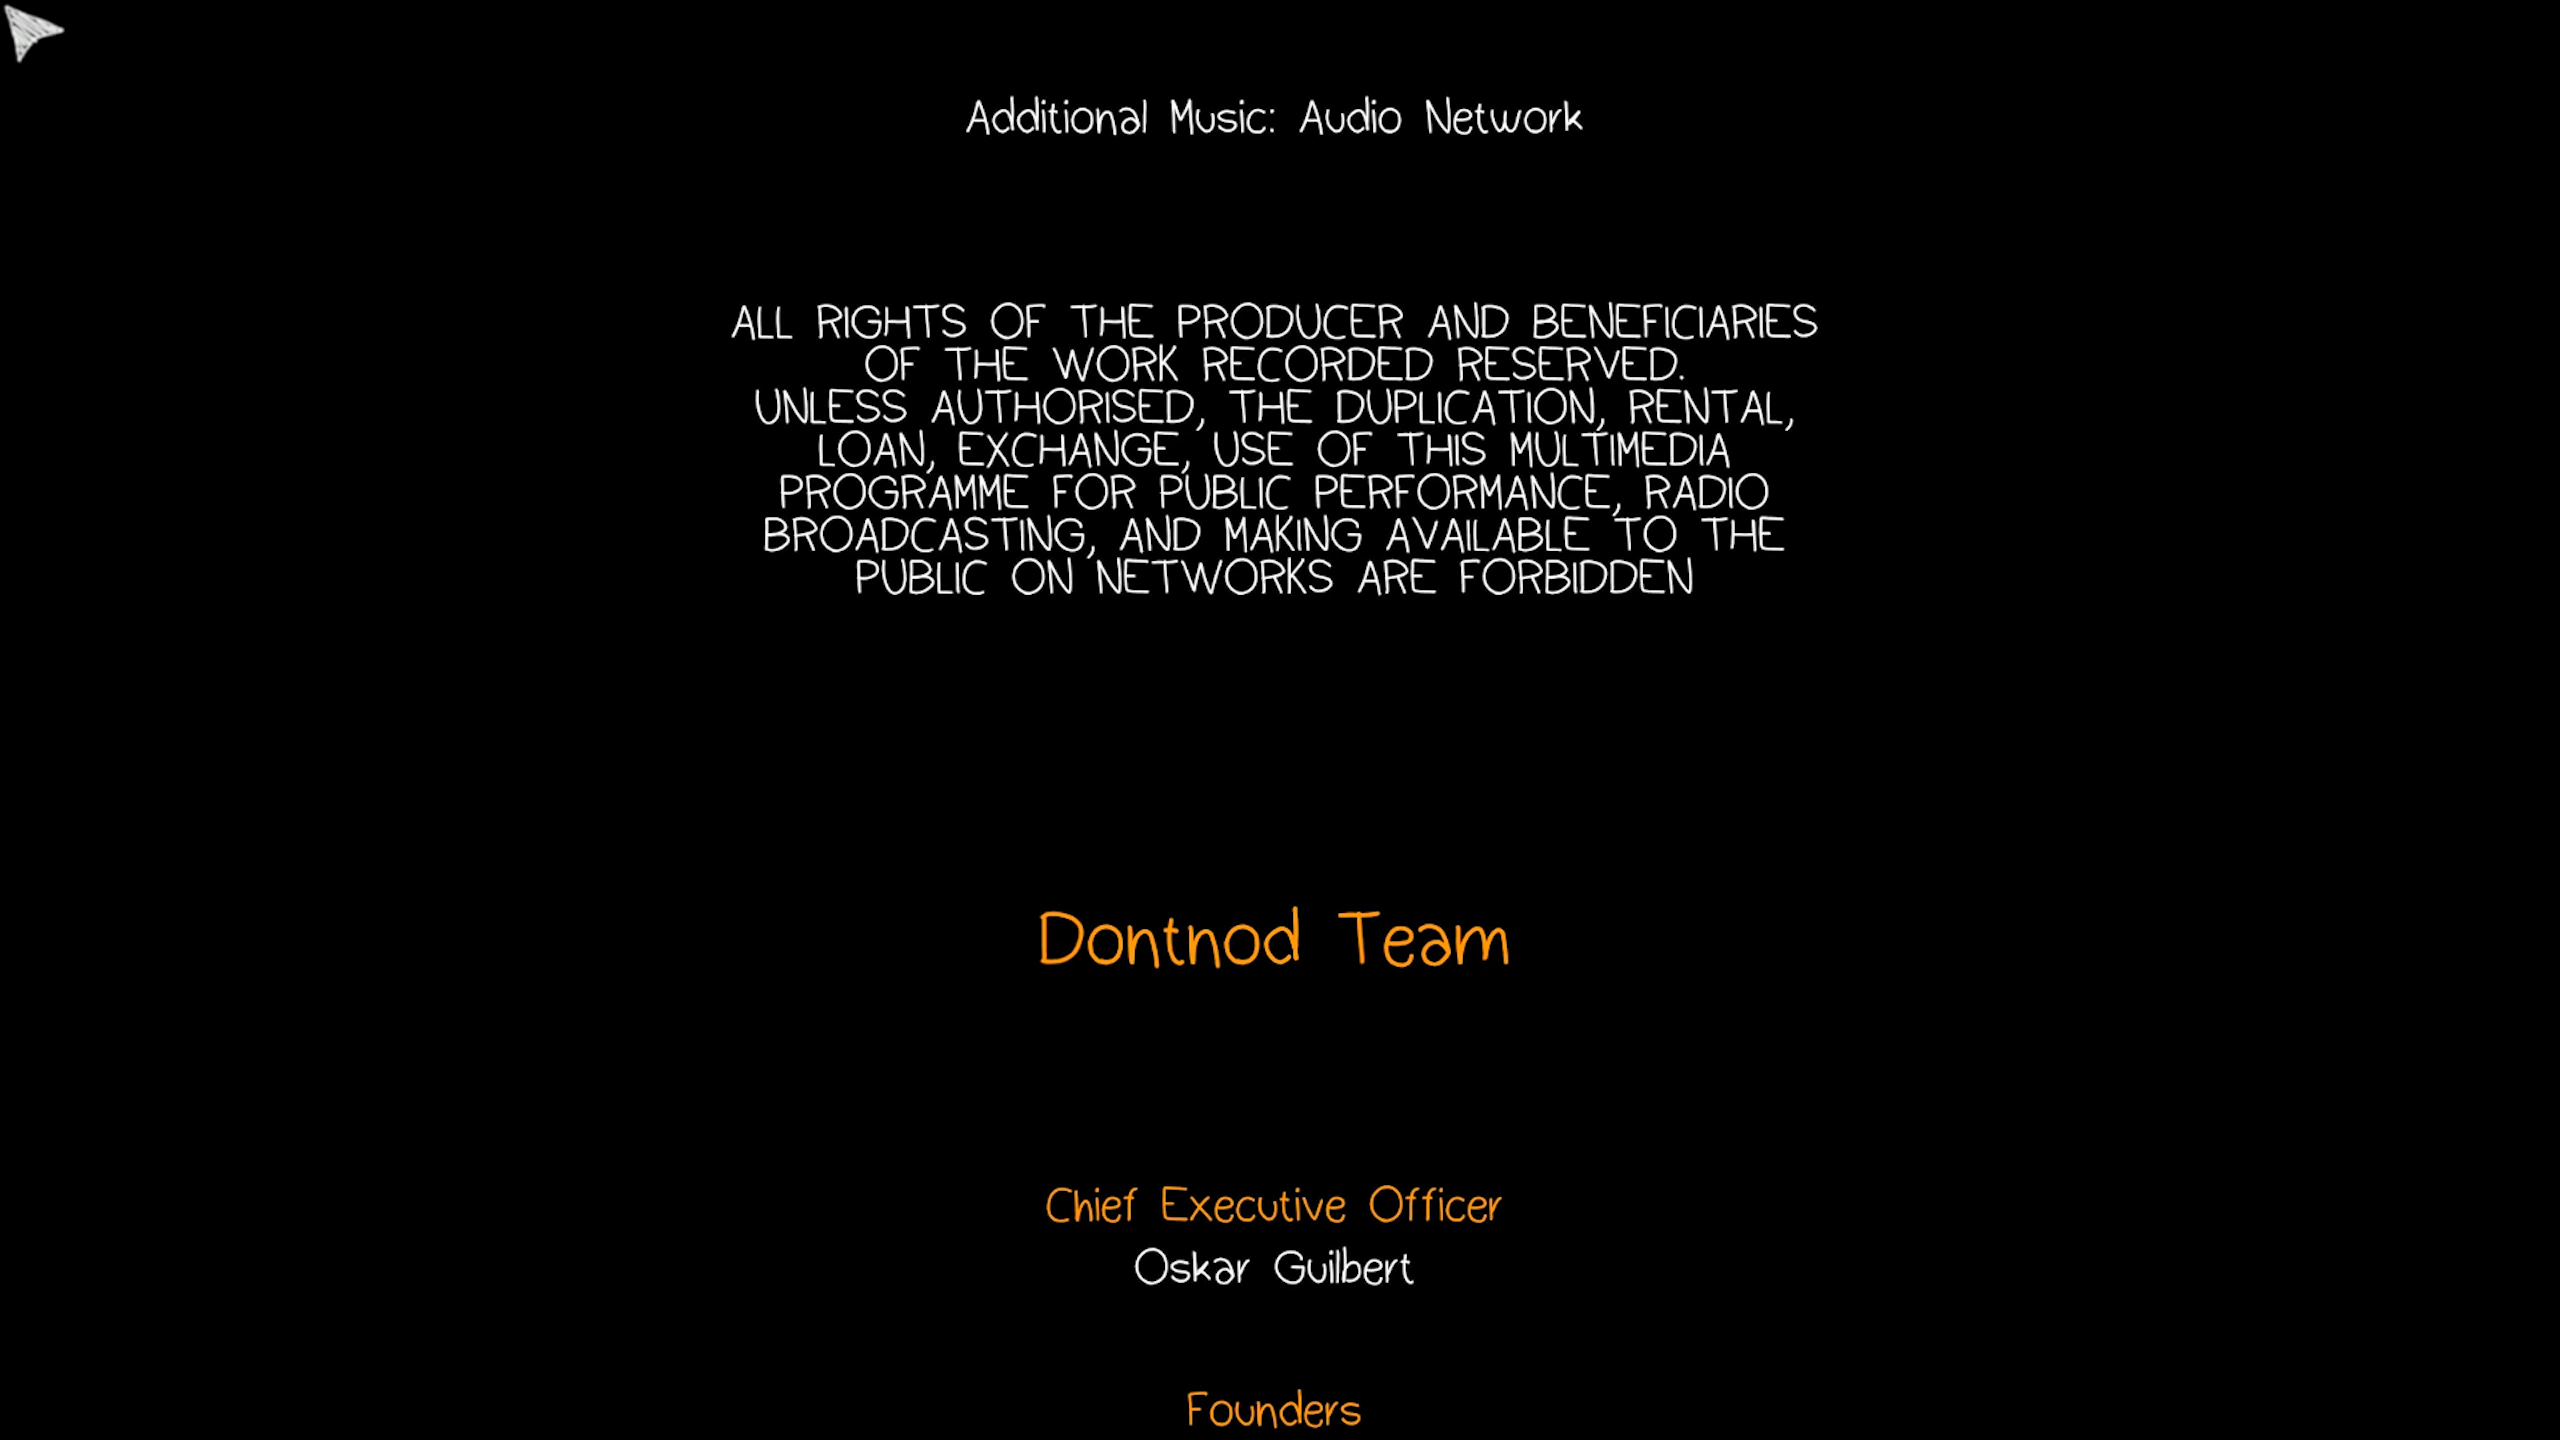 Additional Music: Audio Network
ALL RIGHTS OF THE PRODUCER AND BENEFICIARIES
OF THE WORK RECORDED RESERVED.
UNLESS AUTHORISED, THE DUPLICATION, RENTAL,
LOAN, EXCHANGE, USE OF THIS MULTIMEDIA
PROGRAMME FOR PUBLIC PERFORMANCE, RADIO
BROADCASTING, AND MAKING AVAILABLE TO THE
PUBLIC ON NETWORKS ARE FORBIDDEN
Dontnod Team
Chief Executive Officer
Oskar Guilbert
Founders